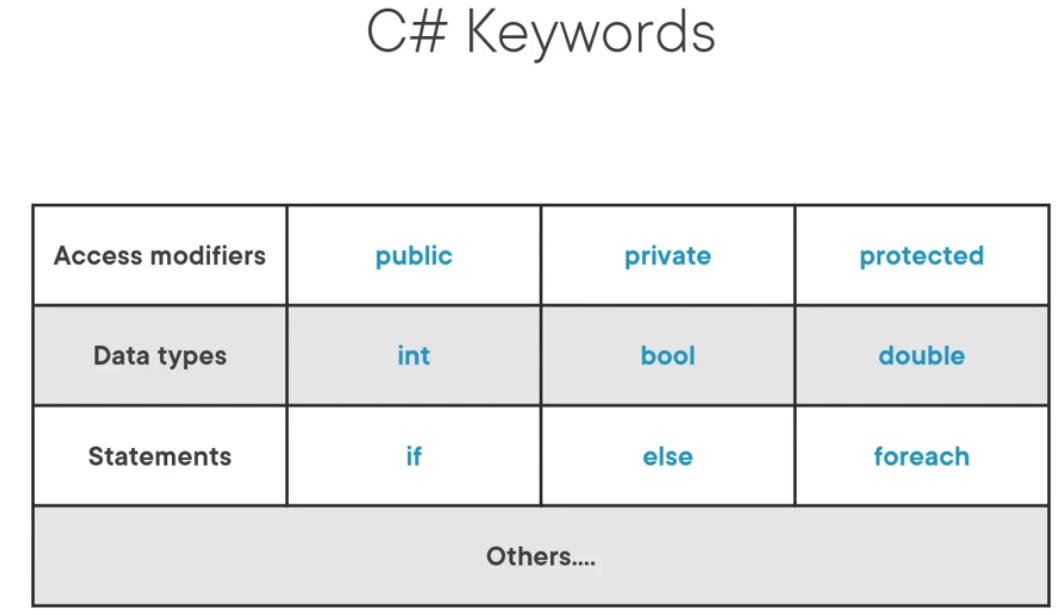 C# Keywords
Access modifiers public private protected
Data types int bool double
Statements if else foreach
Others....